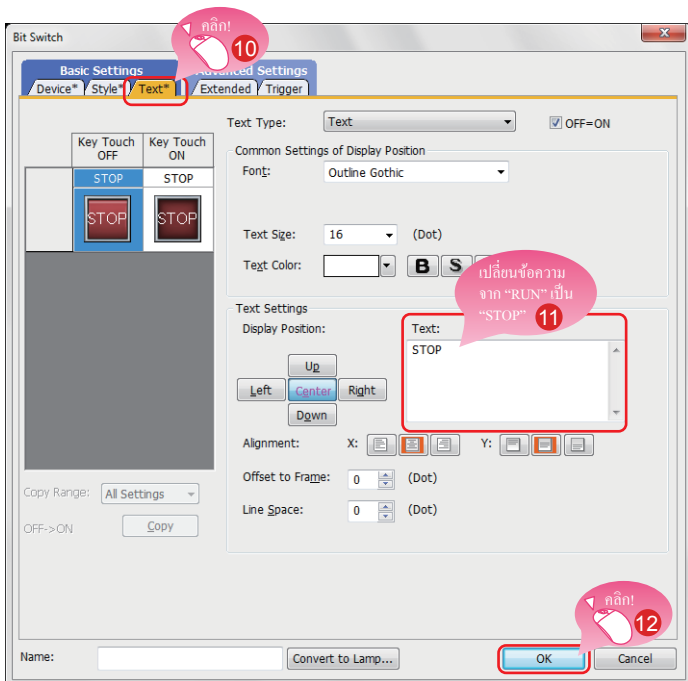 Bit Switch
คลิก!
10
Basic Settings
Advanced Settings
Device* Style* Text* Extended Trigger
Text Type: Text OFF=ON
Key Touch OFF
Key Touch ON
STOP STOP
STOP STOP
Common Settings of Display Position
Font: Outline Gothic
Text Size: 16 (Dot)
Text Color: B S
เปลี่ยนข้อความ
จาก “RUN” เป็น
“STOP” 11
Text Settings
Display Position: Text:
STOP
Up
Left Center Right
Down
Alignment: X: Y:
Offset to Frame: 0 (Dot)
Line Space: 0 (Dot)
Copy Range: All Settings
OFF->ON Copy
คลิก!
12
Name: Convert to Lamp... OK Cancel